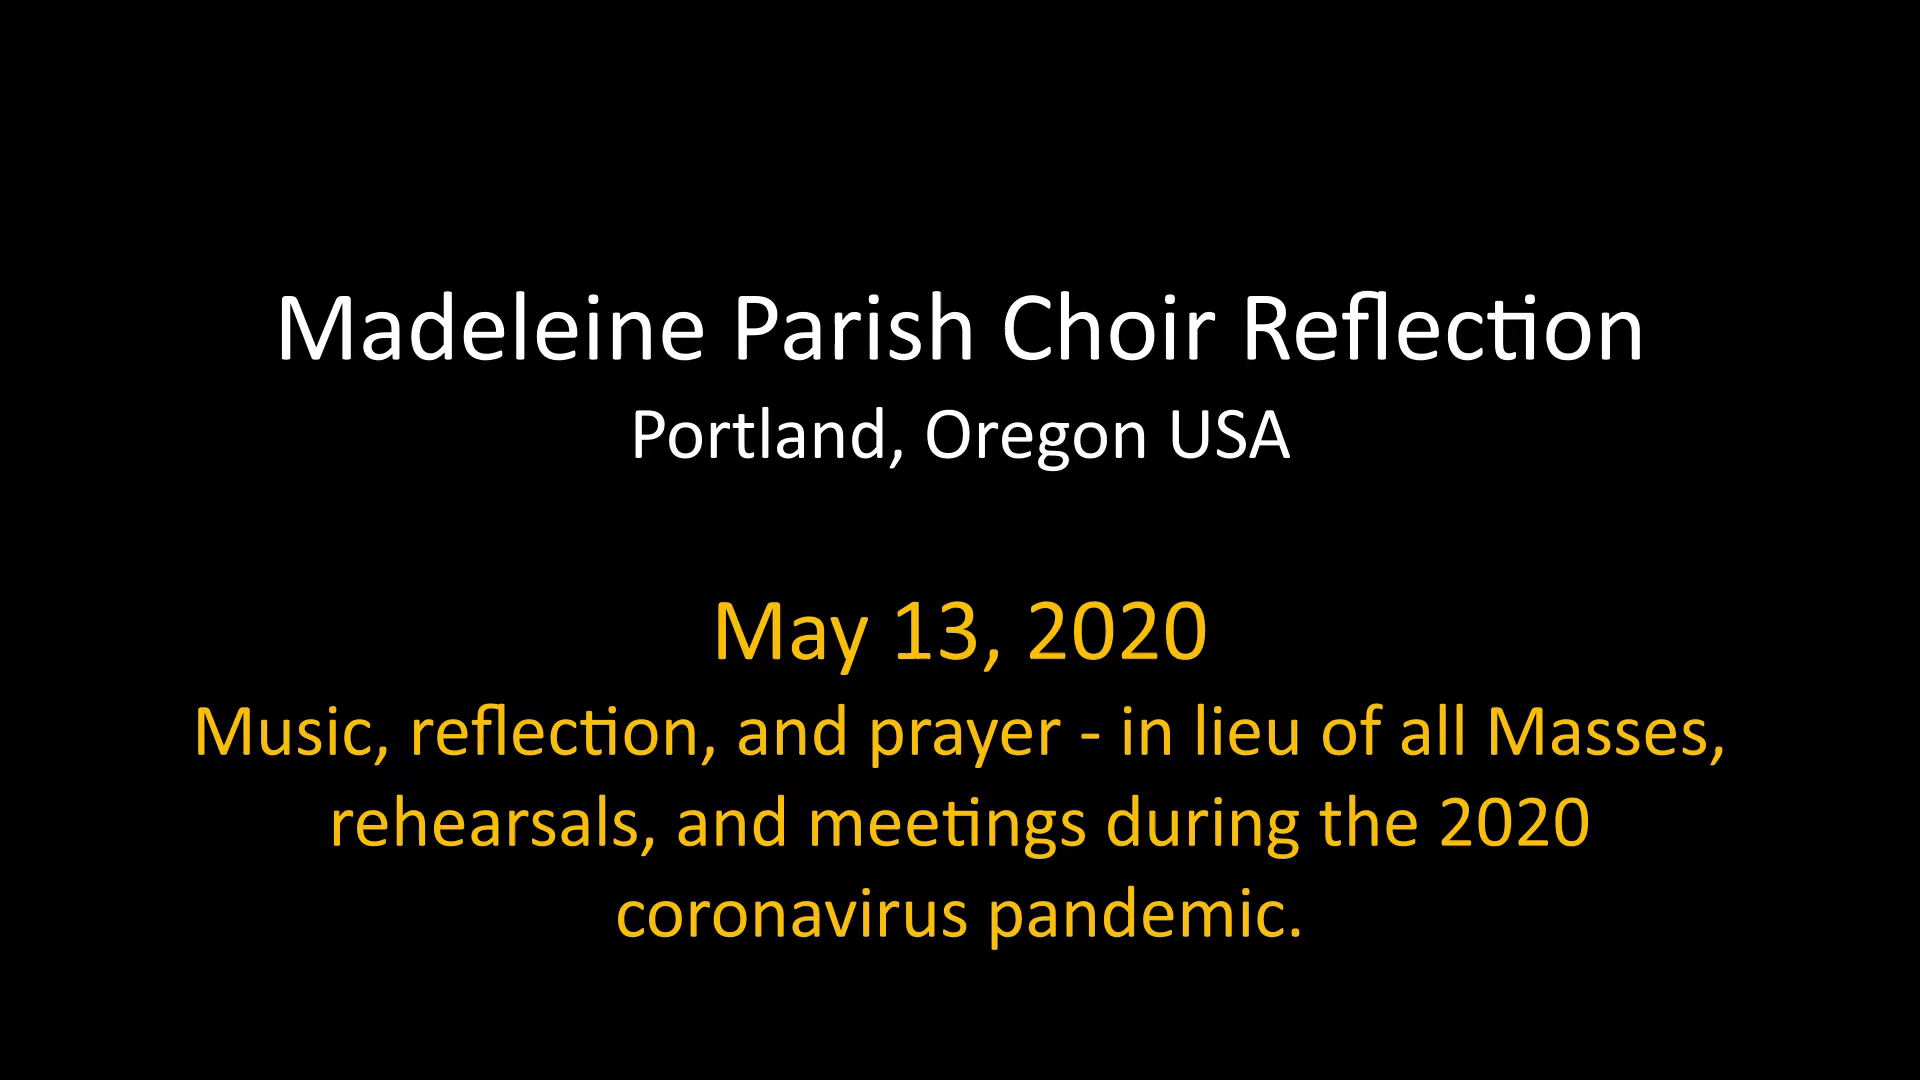 Madeleine Parish Choir Reflection
Portland, Oregon USA
May 13, 2020
Music, reflection, and prayer - in lieu of all Masses,
rehearsals, and meetings during the 2020
coronavirus pandemic.